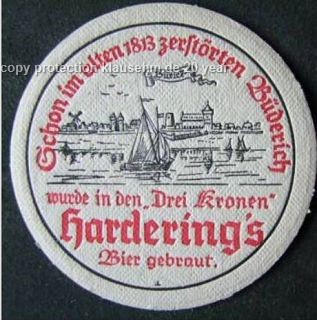 Schon im alten 1813 zerstörten Büderich
copy protection klausehm.de 20 year
wurde in den „Drei Kronen"
Hardering's
Bier gebraut.